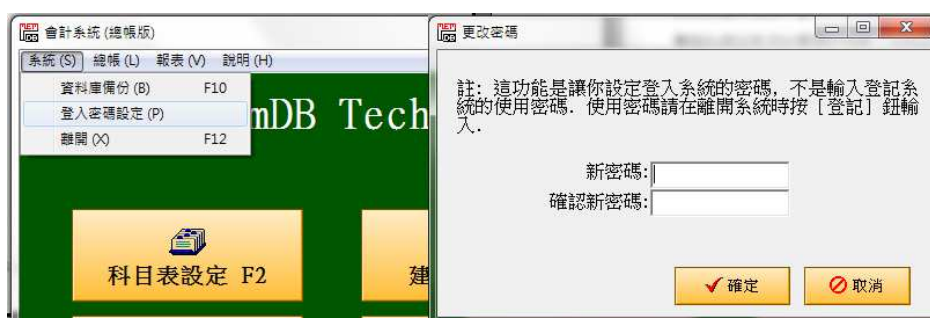 會計系統 (總帳版)
系統 (S) 總帳 (L) 報表 (V) 說明 (H)
資料庫備份 (B) F10
登入密碼設定 (P)
離開 (X) F12
mDB Tech
科目表設定 F2
建
更改密碼
註: 這功能是讓你設定登入系統的密碼, 不是輸入登記系
統的使用密碼. 使用密碼請在離開系統時按 [登記] 鈕輸
入.
新密碼:
確認新密碼:
確定
取消